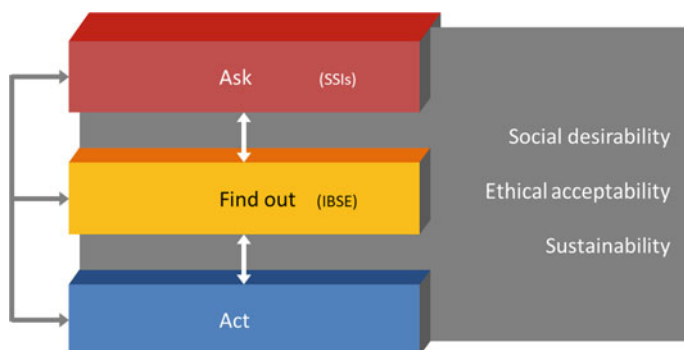 Ask (SSIs)
Social desirability
Ethical acceptability
Find out (IBSE)
Sustainability
Act